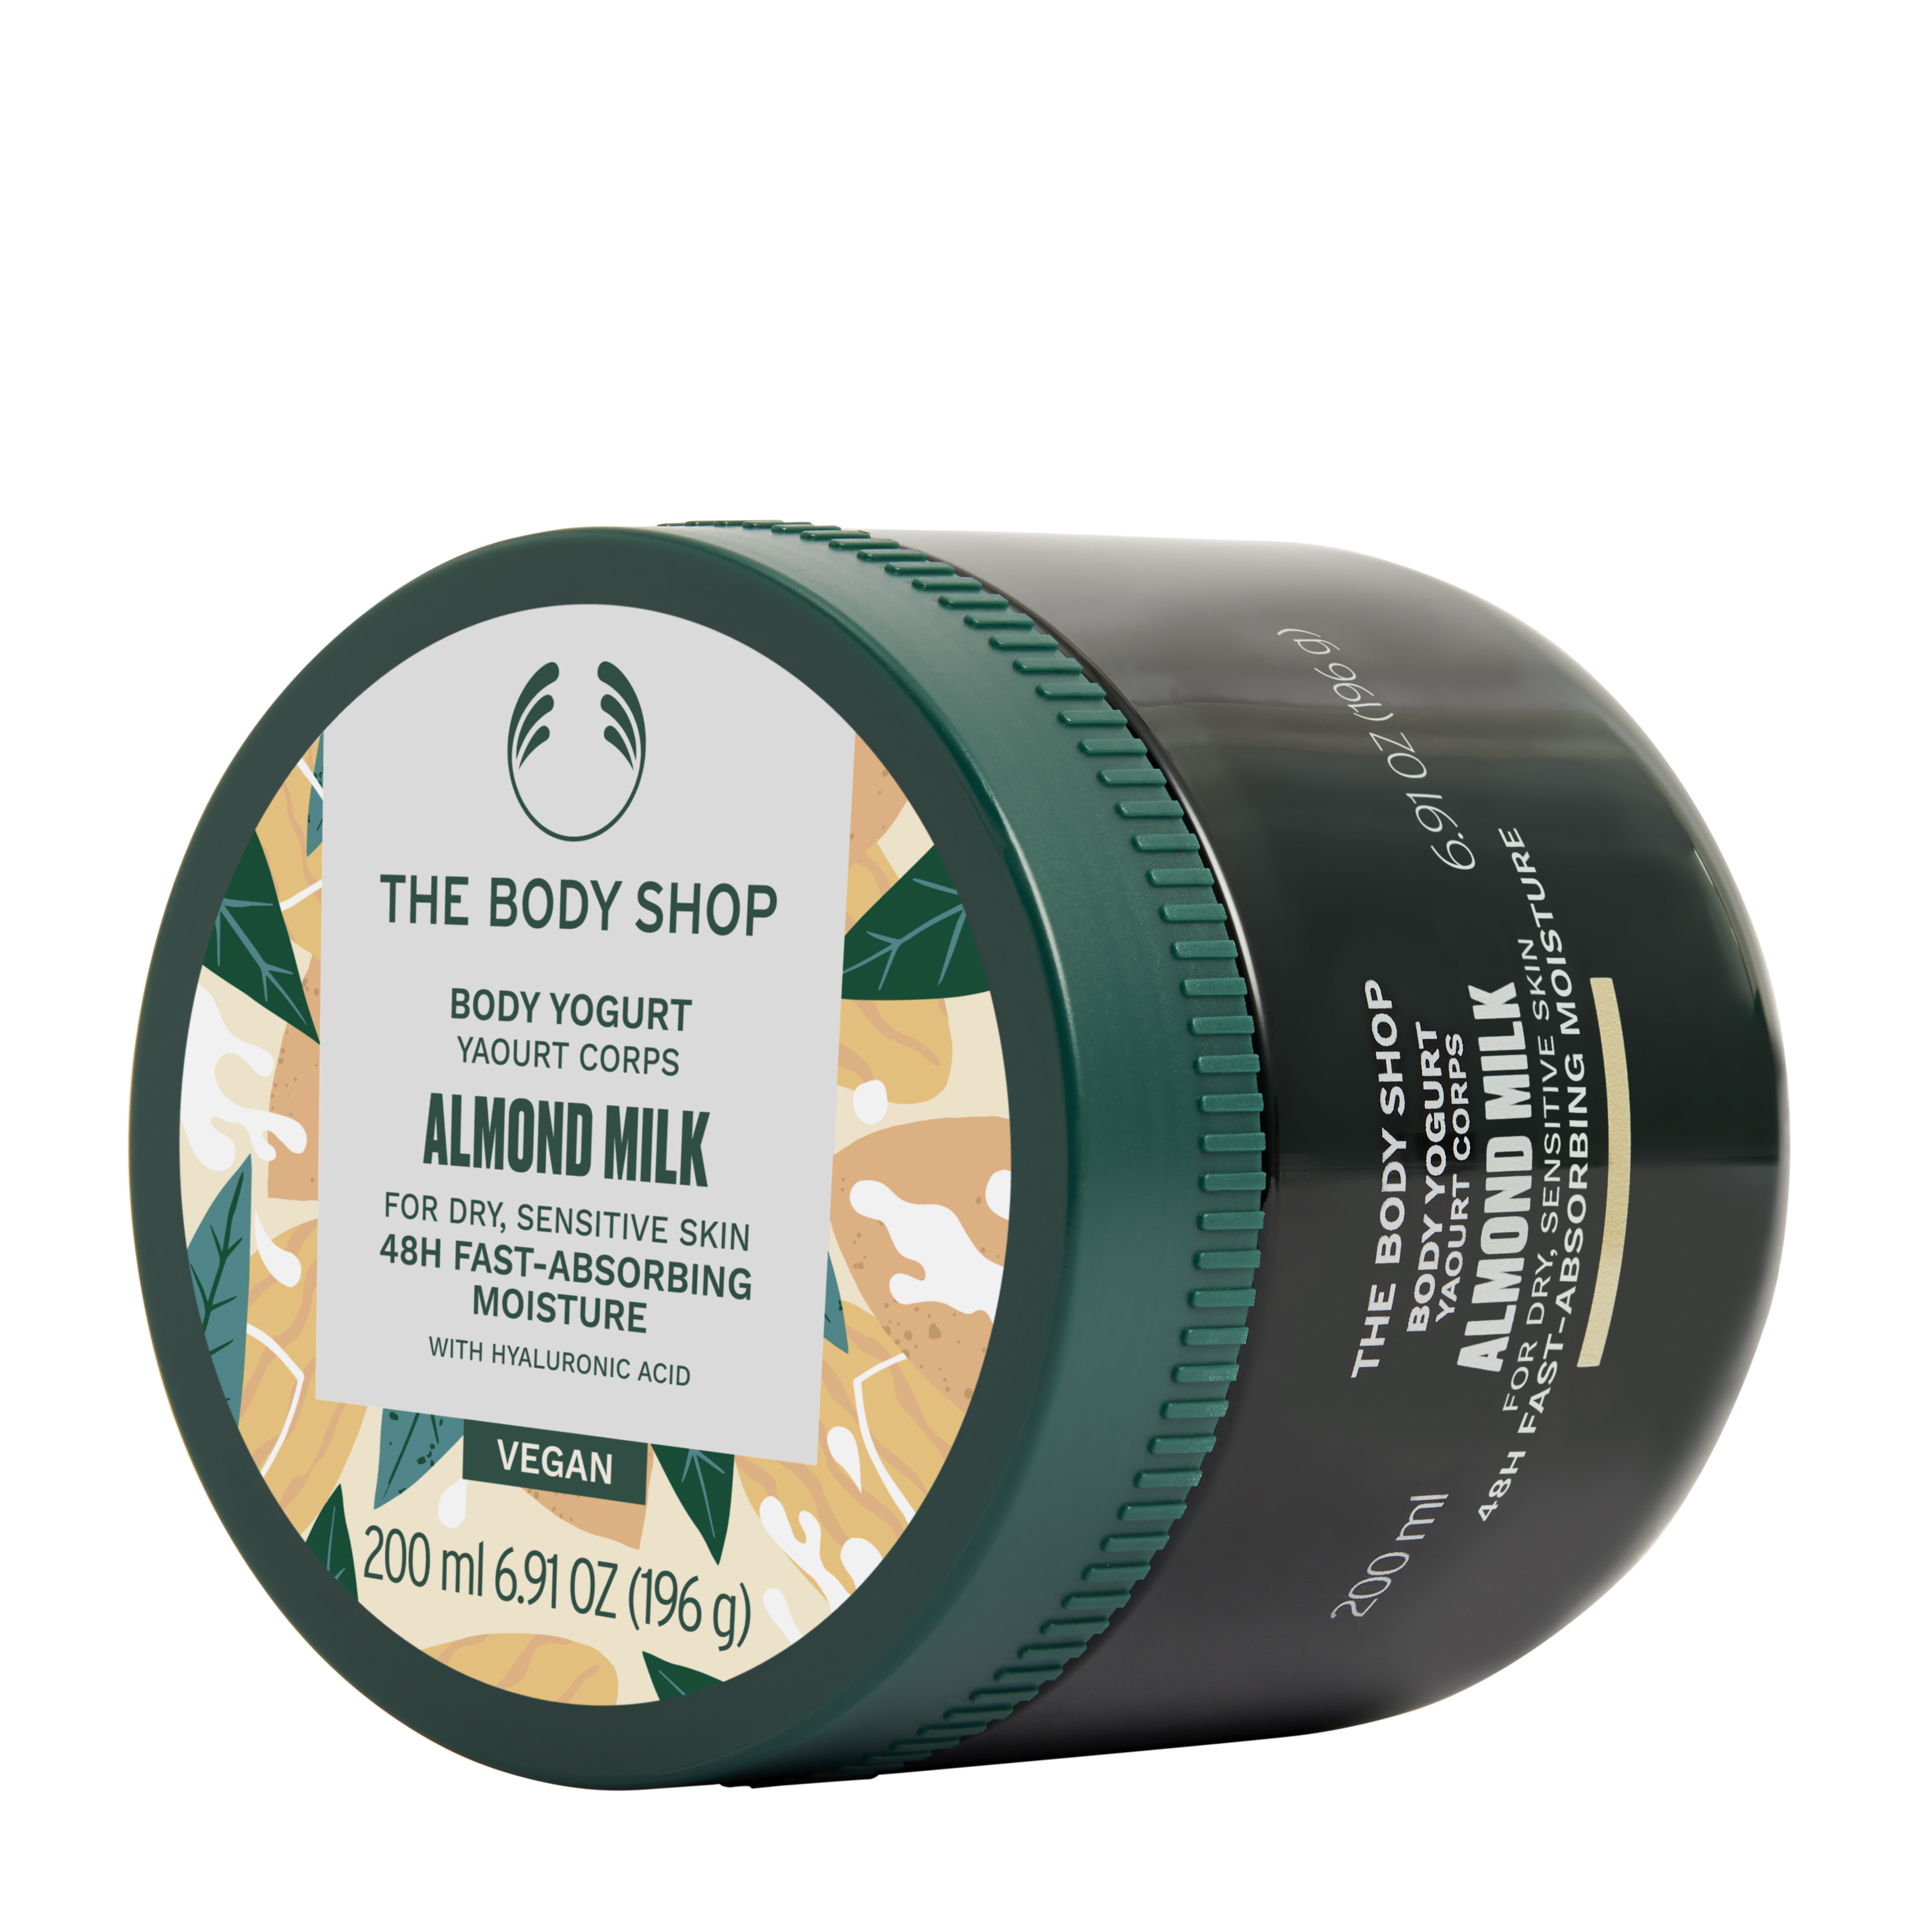 THE BODY SHOP
BODY YOGURT
YAOURT CORPS
ALMOND MILK
FOR DRY, SENSITIVE SKIN
48H FAST-ABSORBING
MOISTURE
WITH HYALURONIC ACID
VEGAN
200 ml 6.91 OZ (196 g)
THE BODY SHOP
BODY YOGURT
YAOURT CORPS
ALMOND MILK
FOR DRY, SENSITIVE SKIN
48H FAST-ABSORBING MOISTURE
200 ml 6.91 OZ (196 g)